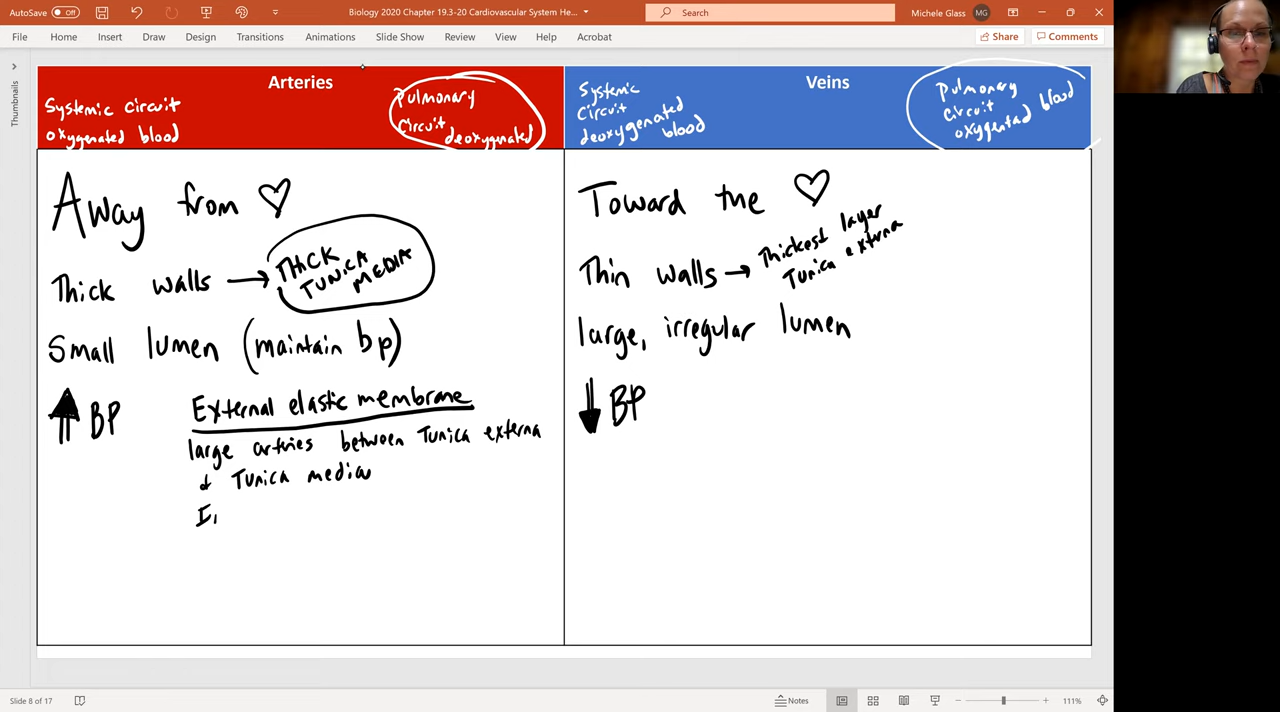 AutoSave Off
Biology 2020 Chapter 19.3-20 Cardiovascular System He...
Search
Michele Glass MG
File Home Insert Draw Design Transitions Animations Slide Show Review View Help Acrobat
Share Comments
Thumbnails
Arteries
Systemic circuit
oxygenated blood
Pulmonary
Circuit deoxygenated
Veins
Systemic
Circuit
deoxygenated
blood
Pulmonary
circuit
oxygentad blood
Away from ♡
Thick walls → THICK
TUNICA
MEDIA
Small lumen (maintain bp)
↑ BP
External elastic membrane
large arteries between Tunica externa
& Tunica media
I
Toward the ♡
Thin walls → Thickest layer
Tunica externa
large, irregular lumen
↓ BP
Slide 8 of 17
Notes
111%